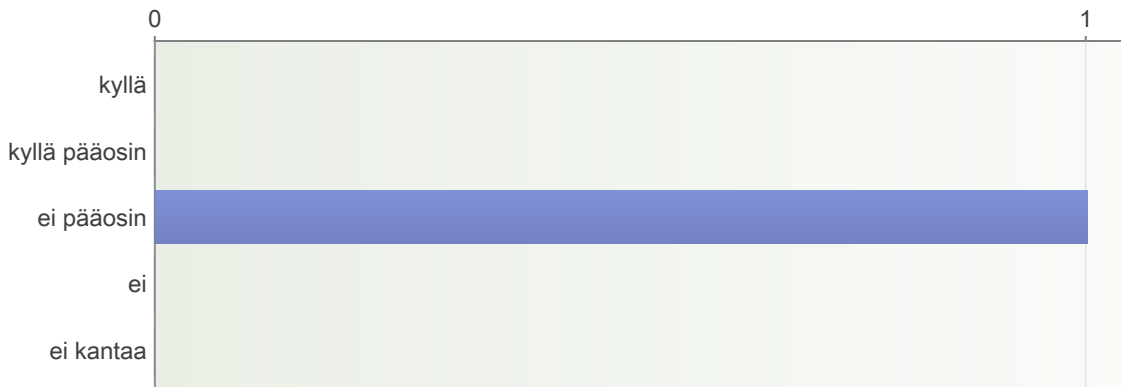 0 1
kyllä
kyllä pääosin
ei pääosin
ei
ei kantaa